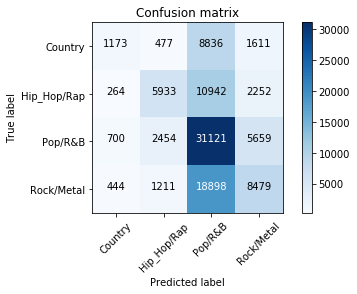 Confusion matrix
True label
Country 1173 477 8836 1611
Hip_Hop/Rap 264 5933 10942 2252
Pop/R&B 700 2454 31121 5659
Rock/Metal 444 1211 18898 8479
Country Hip_Hop/Rap Pop/R&B Rock/Metal
Predicted label
30000
25000
20000
15000
10000
5000